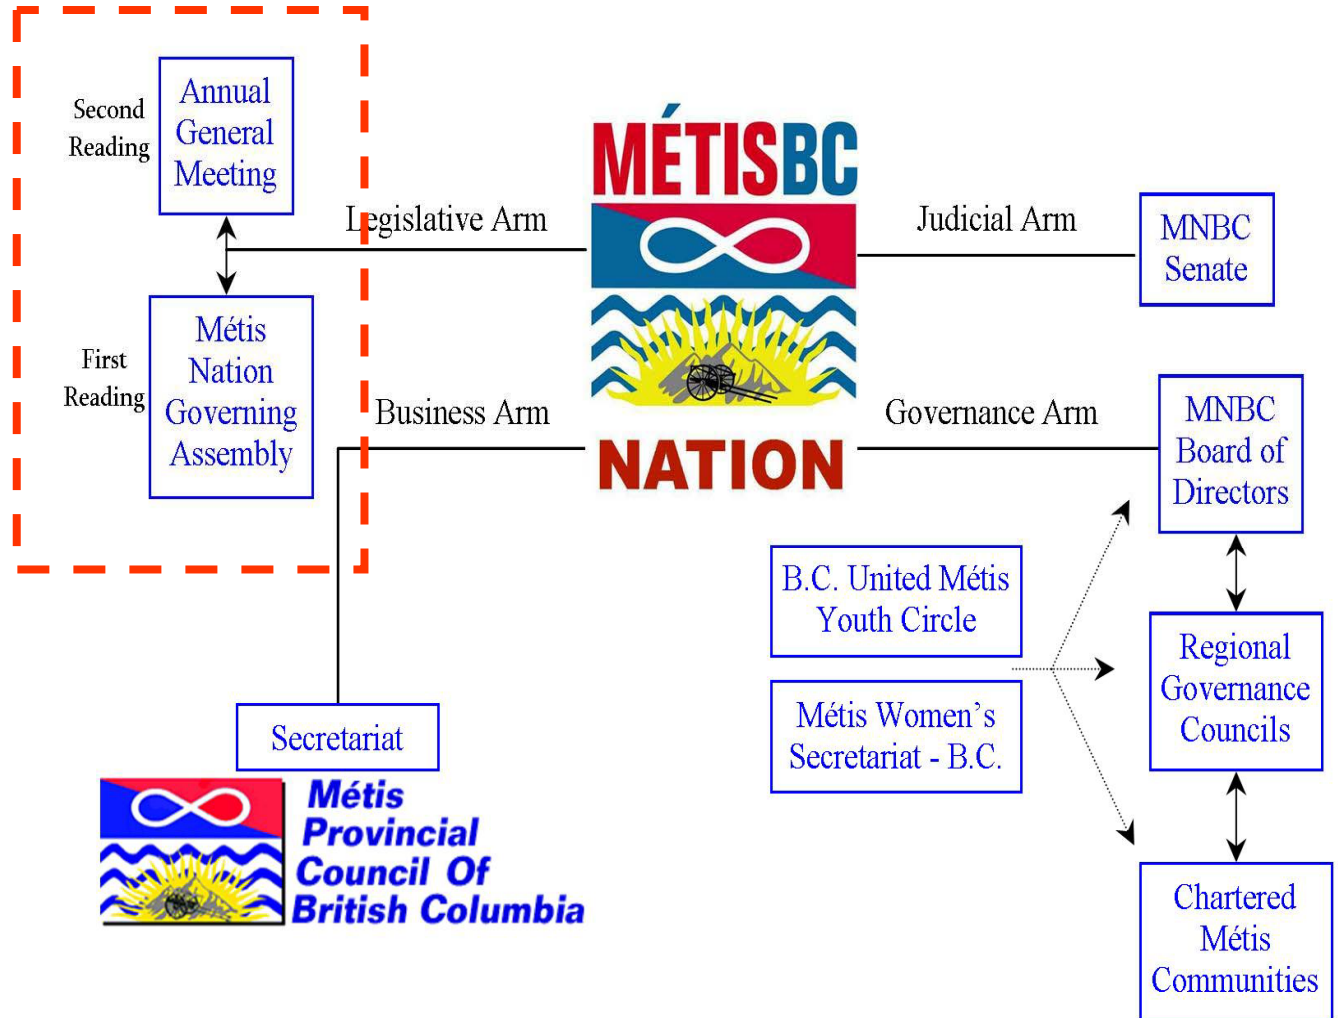 Second
Reading
Annual
General
Meeting
First
Reading
Métis
Nation
Governing
Assembly
Legislative Arm
Business Arm
MÉTISBC
NATION
Judicial Arm
MNBC
Senate
Governance Arm
MNBC
Board of
Directors
B.C. United Métis
Youth Circle
Métis Women’s
Secretariat - B.C.
Regional
Governance
Councils
Chartered
Métis
Communities
Secretariat
Métis
Provincial
Council Of
British Columbia